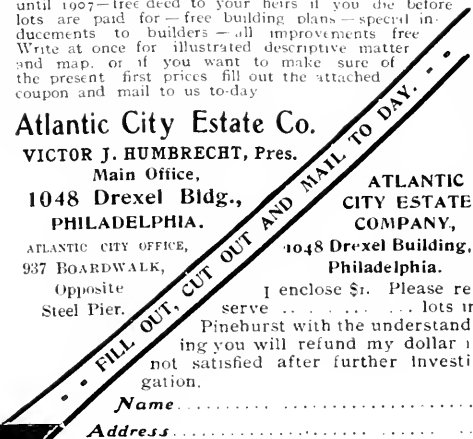 until 1907—free deed to your heirs if you die before
lots are paid for—free building plans—special in-
ducements to builders—all improvements free
Write at once for illustrated descriptive matter
and map. or if you want to make sure of
the present first prices fill out the attached
coupon and mail to us to-day
Atlantic City Estate Co.
VICTOR J. HUMBRECHT, Pres.
Main Office,
1048 Drexel Bldg.,
PHILADELPHIA.
ATLANTIC CITY OFFICE,
937 BOARDWALK,
Opposite
Steel Pier.
- - FILL OUT, CUT OUT AND MAIL TO DAY. - -
ATLANTIC
CITY ESTATE
COMPANY,
1048 Drexel Building,
Philadelphia.
I enclose $1. Please re
serve . . . . . . . . . . lots in
Pinehurst with the understand
ing you will refund my dollar i
not satisfied after further investi
gation.
Name....................
Address....................